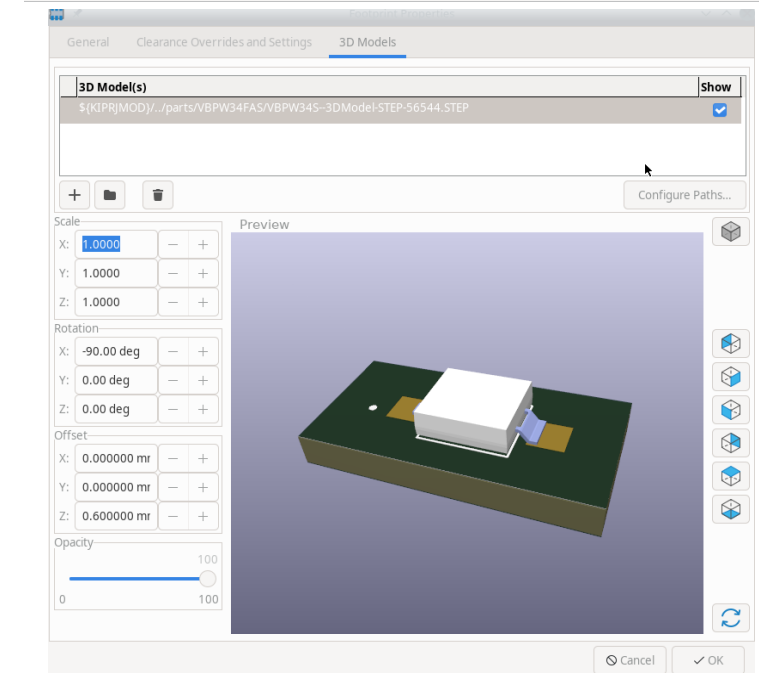 Footprint Properties
General Clearance Overrides and Settings 3D Models
3D Model(s) Show
${KIPRJMOD}/../parts/VBPW34FAS/VBPW34S--3DModel-STEP-56544.STEP
Configure Paths...
Scale
Preview
X: 1.0000
Y: 1.0000
Z: 1.0000
Rotation
X: -90.00 deg
Y: 0.00 deg
Z: 0.00 deg
Offset
X: 0.000000 mr
Y: 0.000000 mr
Z: 0.600000 mr
Opacity
100
0 100
Cancel OK